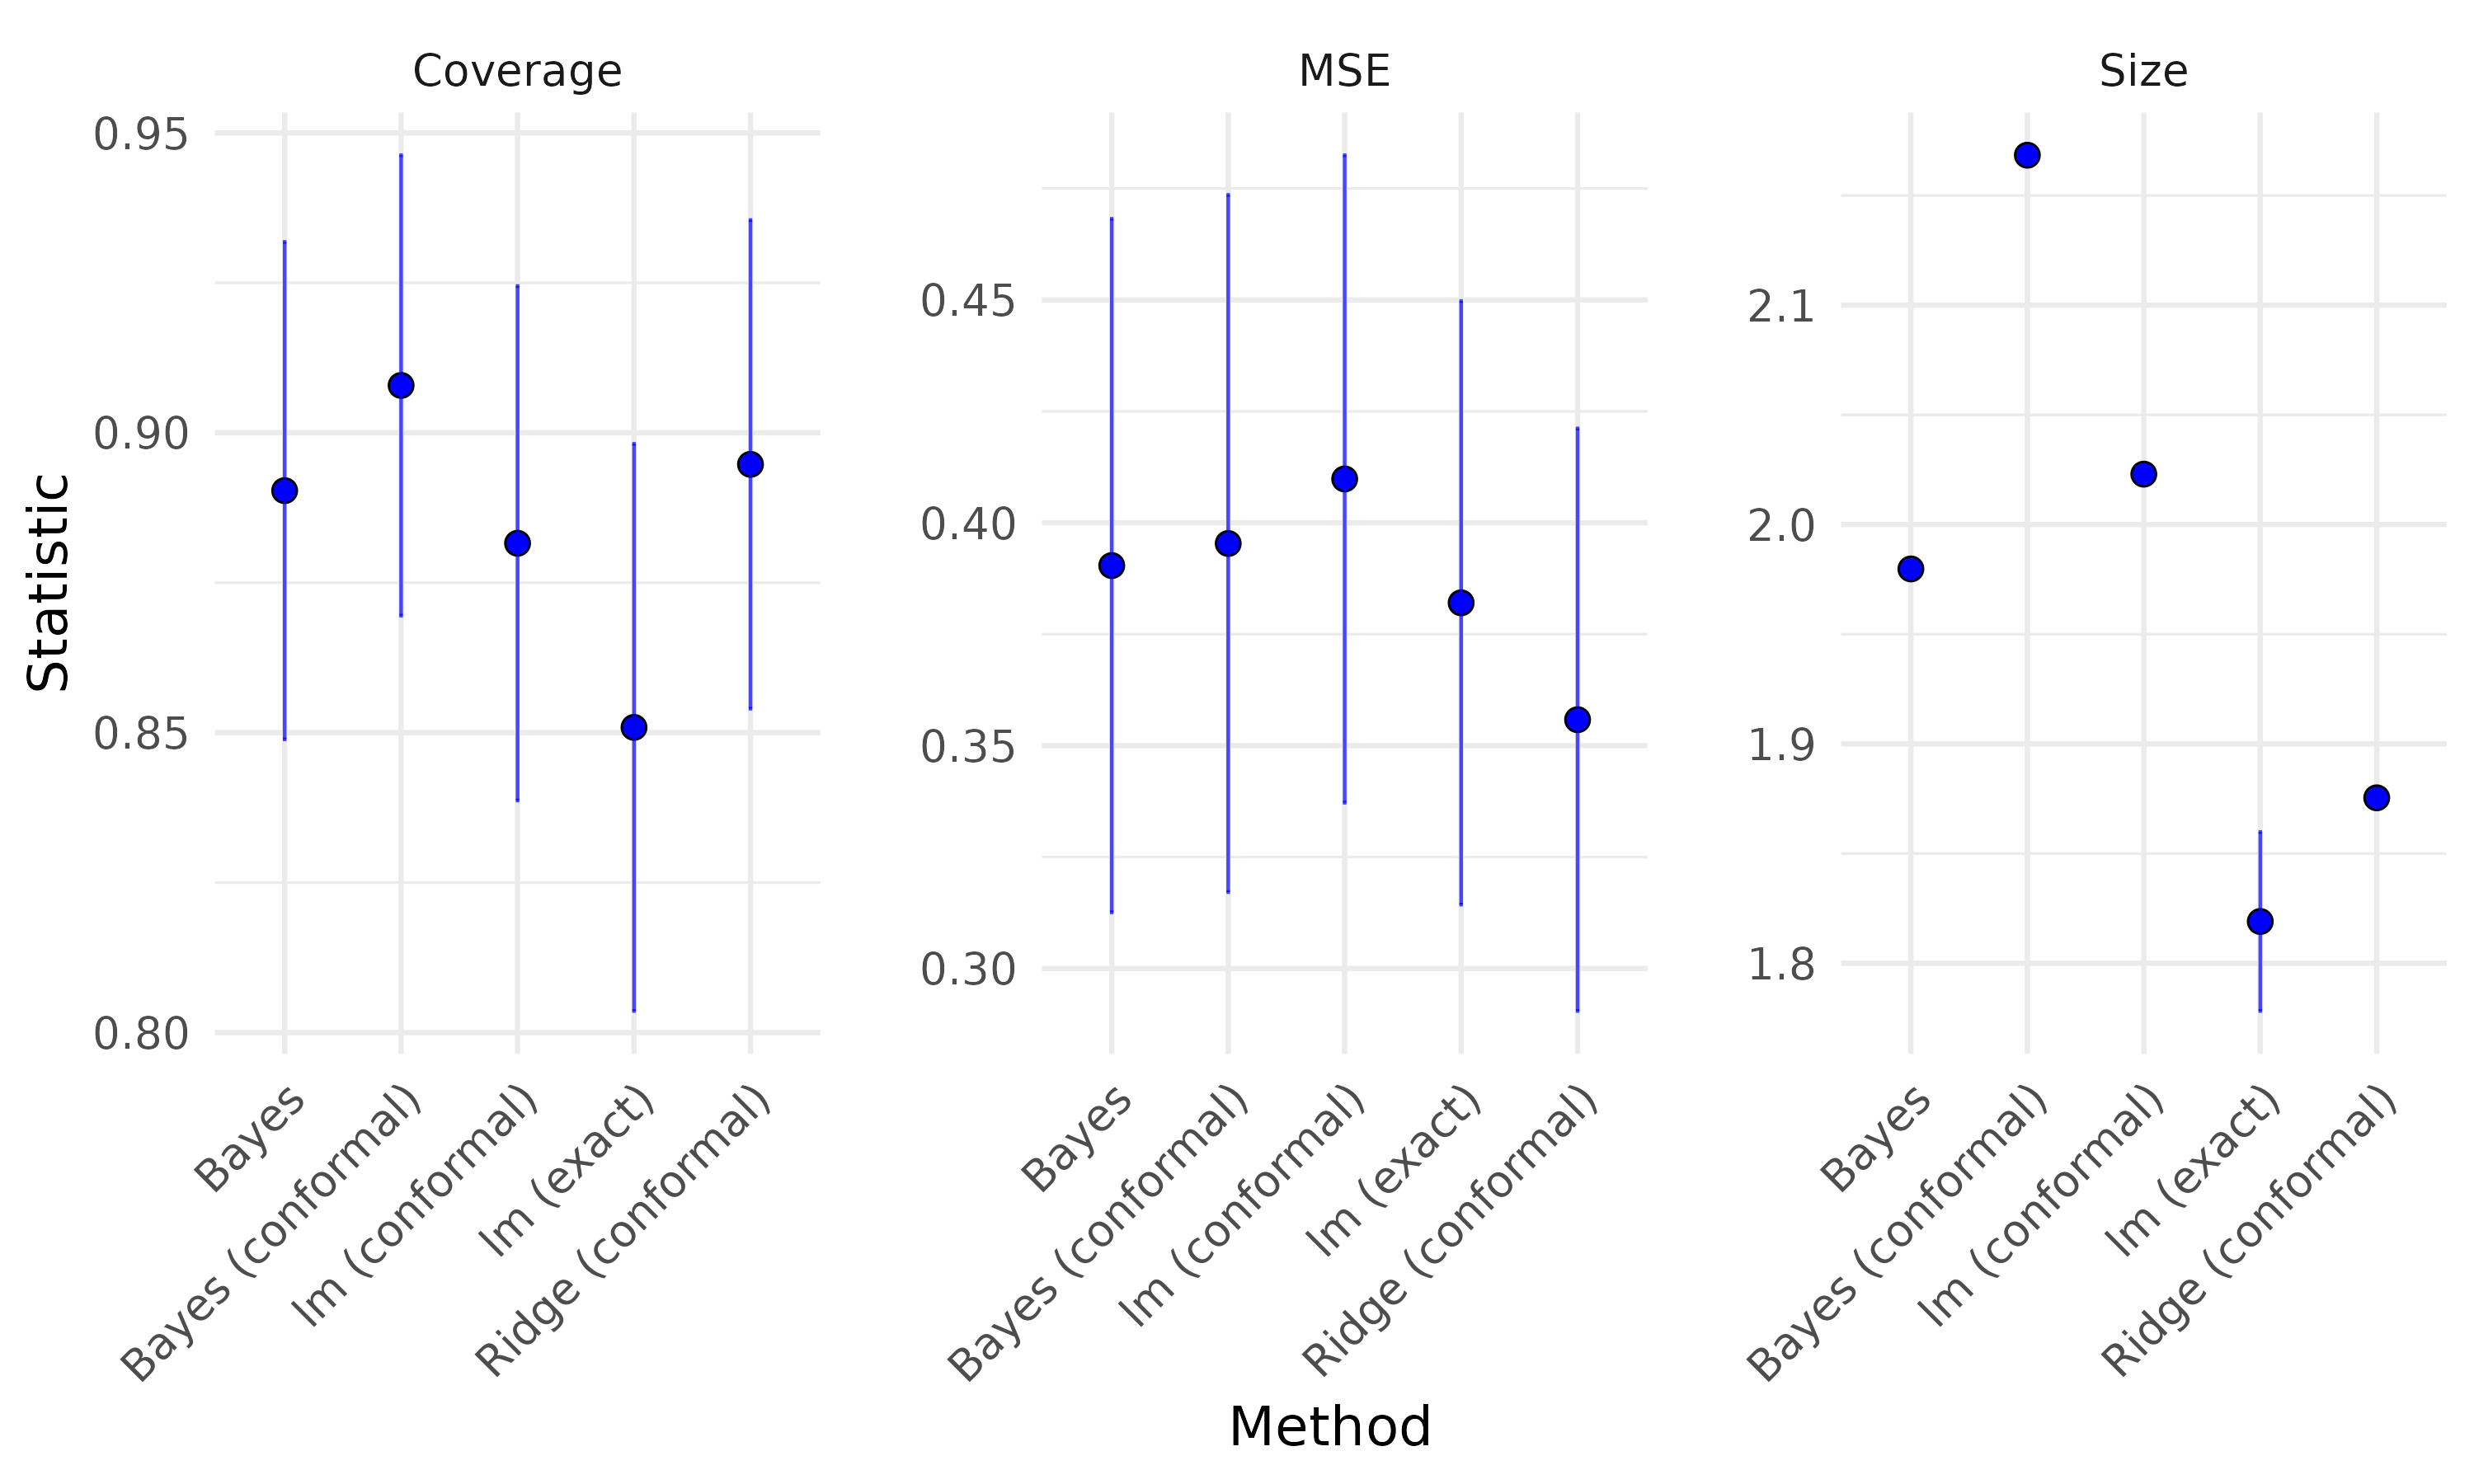 Coverage
MSE
Size
Statistic
0.95
0.90
0.85
0.80
0.45
0.40
0.35
0.30
2.1
2.0
1.9
1.8
Bayes
Bayes (conformal)
lm (conformal)
lm (exact)
Ridge (conformal)
Bayes
Bayes (conformal)
lm (conformal)
lm (exact)
Ridge (conformal)
Bayes
Bayes (conformal)
lm (conformal)
lm (exact)
Ridge (conformal)
Method